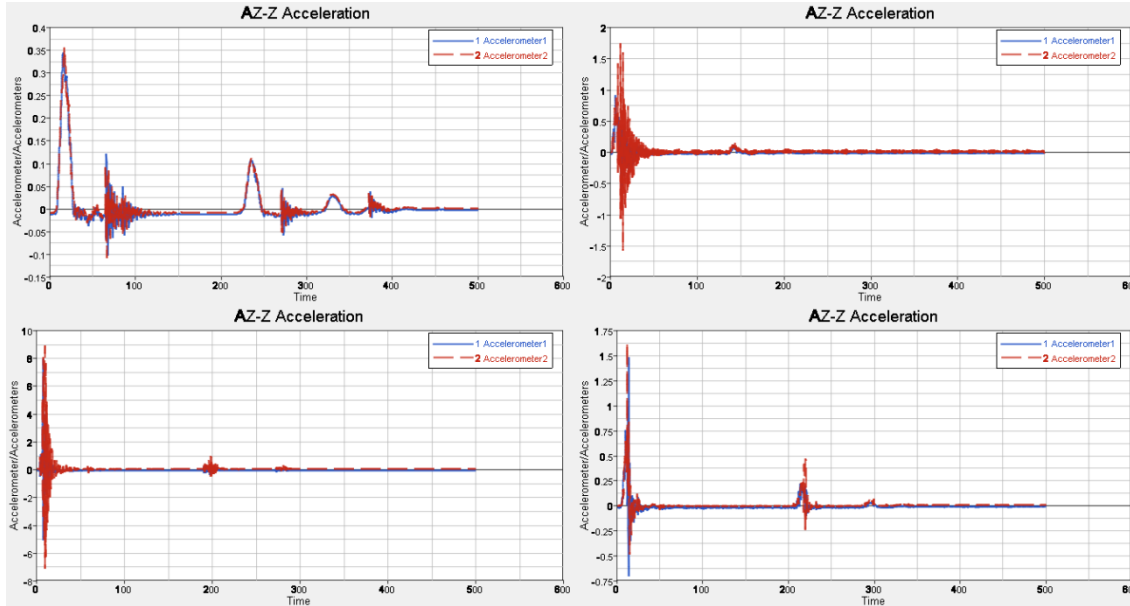 AZ-Z Acceleration
1 Accelerometer1
2 Accelerometer2
Accelerometer/Accelerometers
0.4
0.35
0.3
0.25
0.2
0.15
0.1
0.05
0
-0.05
-0.1
-0.15
0 100 200 300 400 500 600
Time
AZ-Z Acceleration
1 Accelerometer1
2 Accelerometer2
Accelerometer/Accelerometers
2
1.5
1
0.5
0
-0.5
-1
-1.5
-2
0 100 200 300 400 500 600
Time
AZ-Z Acceleration
1 Accelerometer1
2 Accelerometer2
Accelerometer/Accelerometers
10
8
6
4
2
0
-2
-4
-6
-8
0 100 200 300 400 500 600
Time
AZ-Z Acceleration
1 Accelerometer1
2 Accelerometer2
Accelerometer/Accelerometers
1.75
1.5
1.25
1
0.75
0.5
0.25
0
-0.25
-0.5
-0.75
0 100 200 300 400 500 600
Time